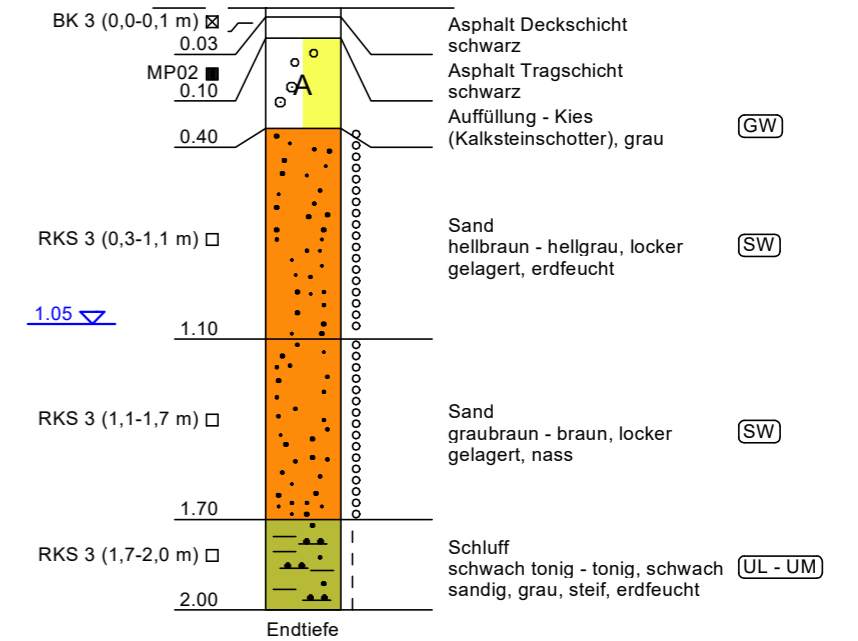 BK 3 (0,0-0,1 m)
0.03
Asphalt Deckschicht
schwarz
MP02
0.10
A
Asphalt Tragschicht
schwarz
0.40
Auffüllung - Kies
(Kalksteinschotter), grau
GW
RKS 3 (0,3-1,1 m)
Sand
hellbraun - hellgrau, locker
gelagert, erdfeucht
SW
1.05
1.10
RKS 3 (1,1-1,7 m)
Sand
graubraun - braun, locker
gelagert, nass
SW
1.70
RKS 3 (1,7-2,0 m)
Schluff
schwach tonig - tonig, schwach
sandig, grau, steif, erdfeucht
UL - UM
2.00
Endtiefe